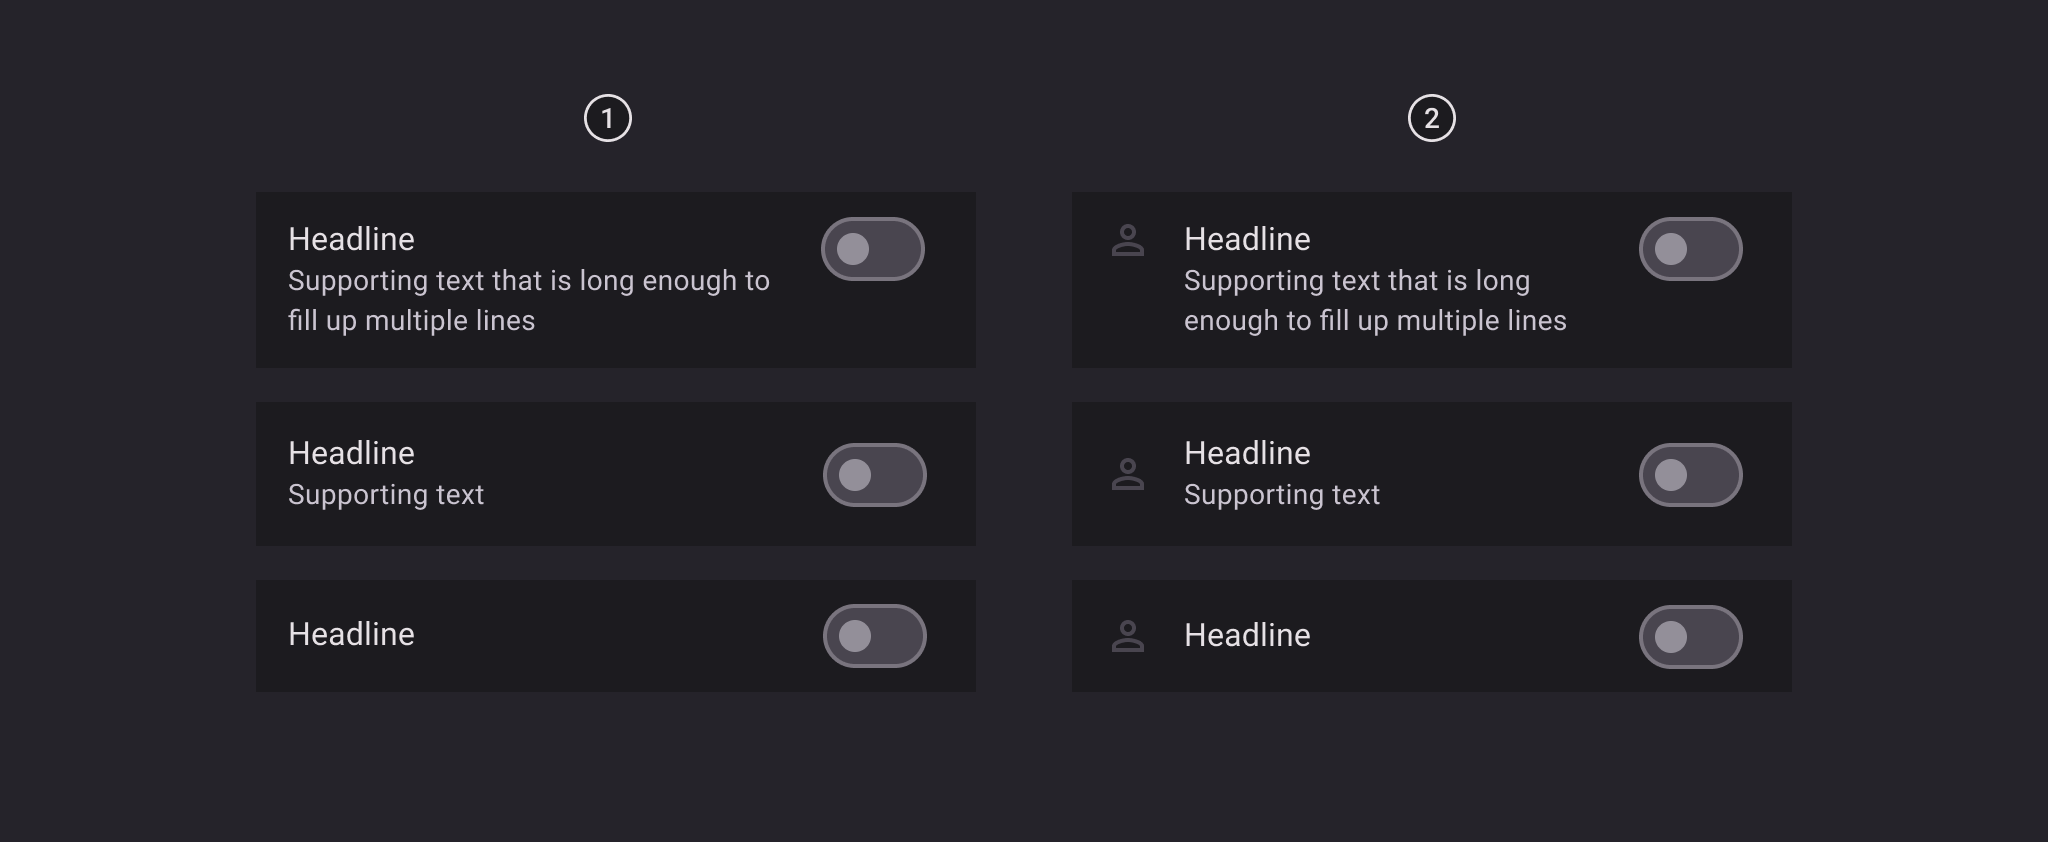 1
Headline
Supporting text that is long enough to
fill up multiple lines
Headline
Supporting text
Headline
2
Headline
Supporting text that is long
enough to fill up multiple lines
Headline
Supporting text
Headline